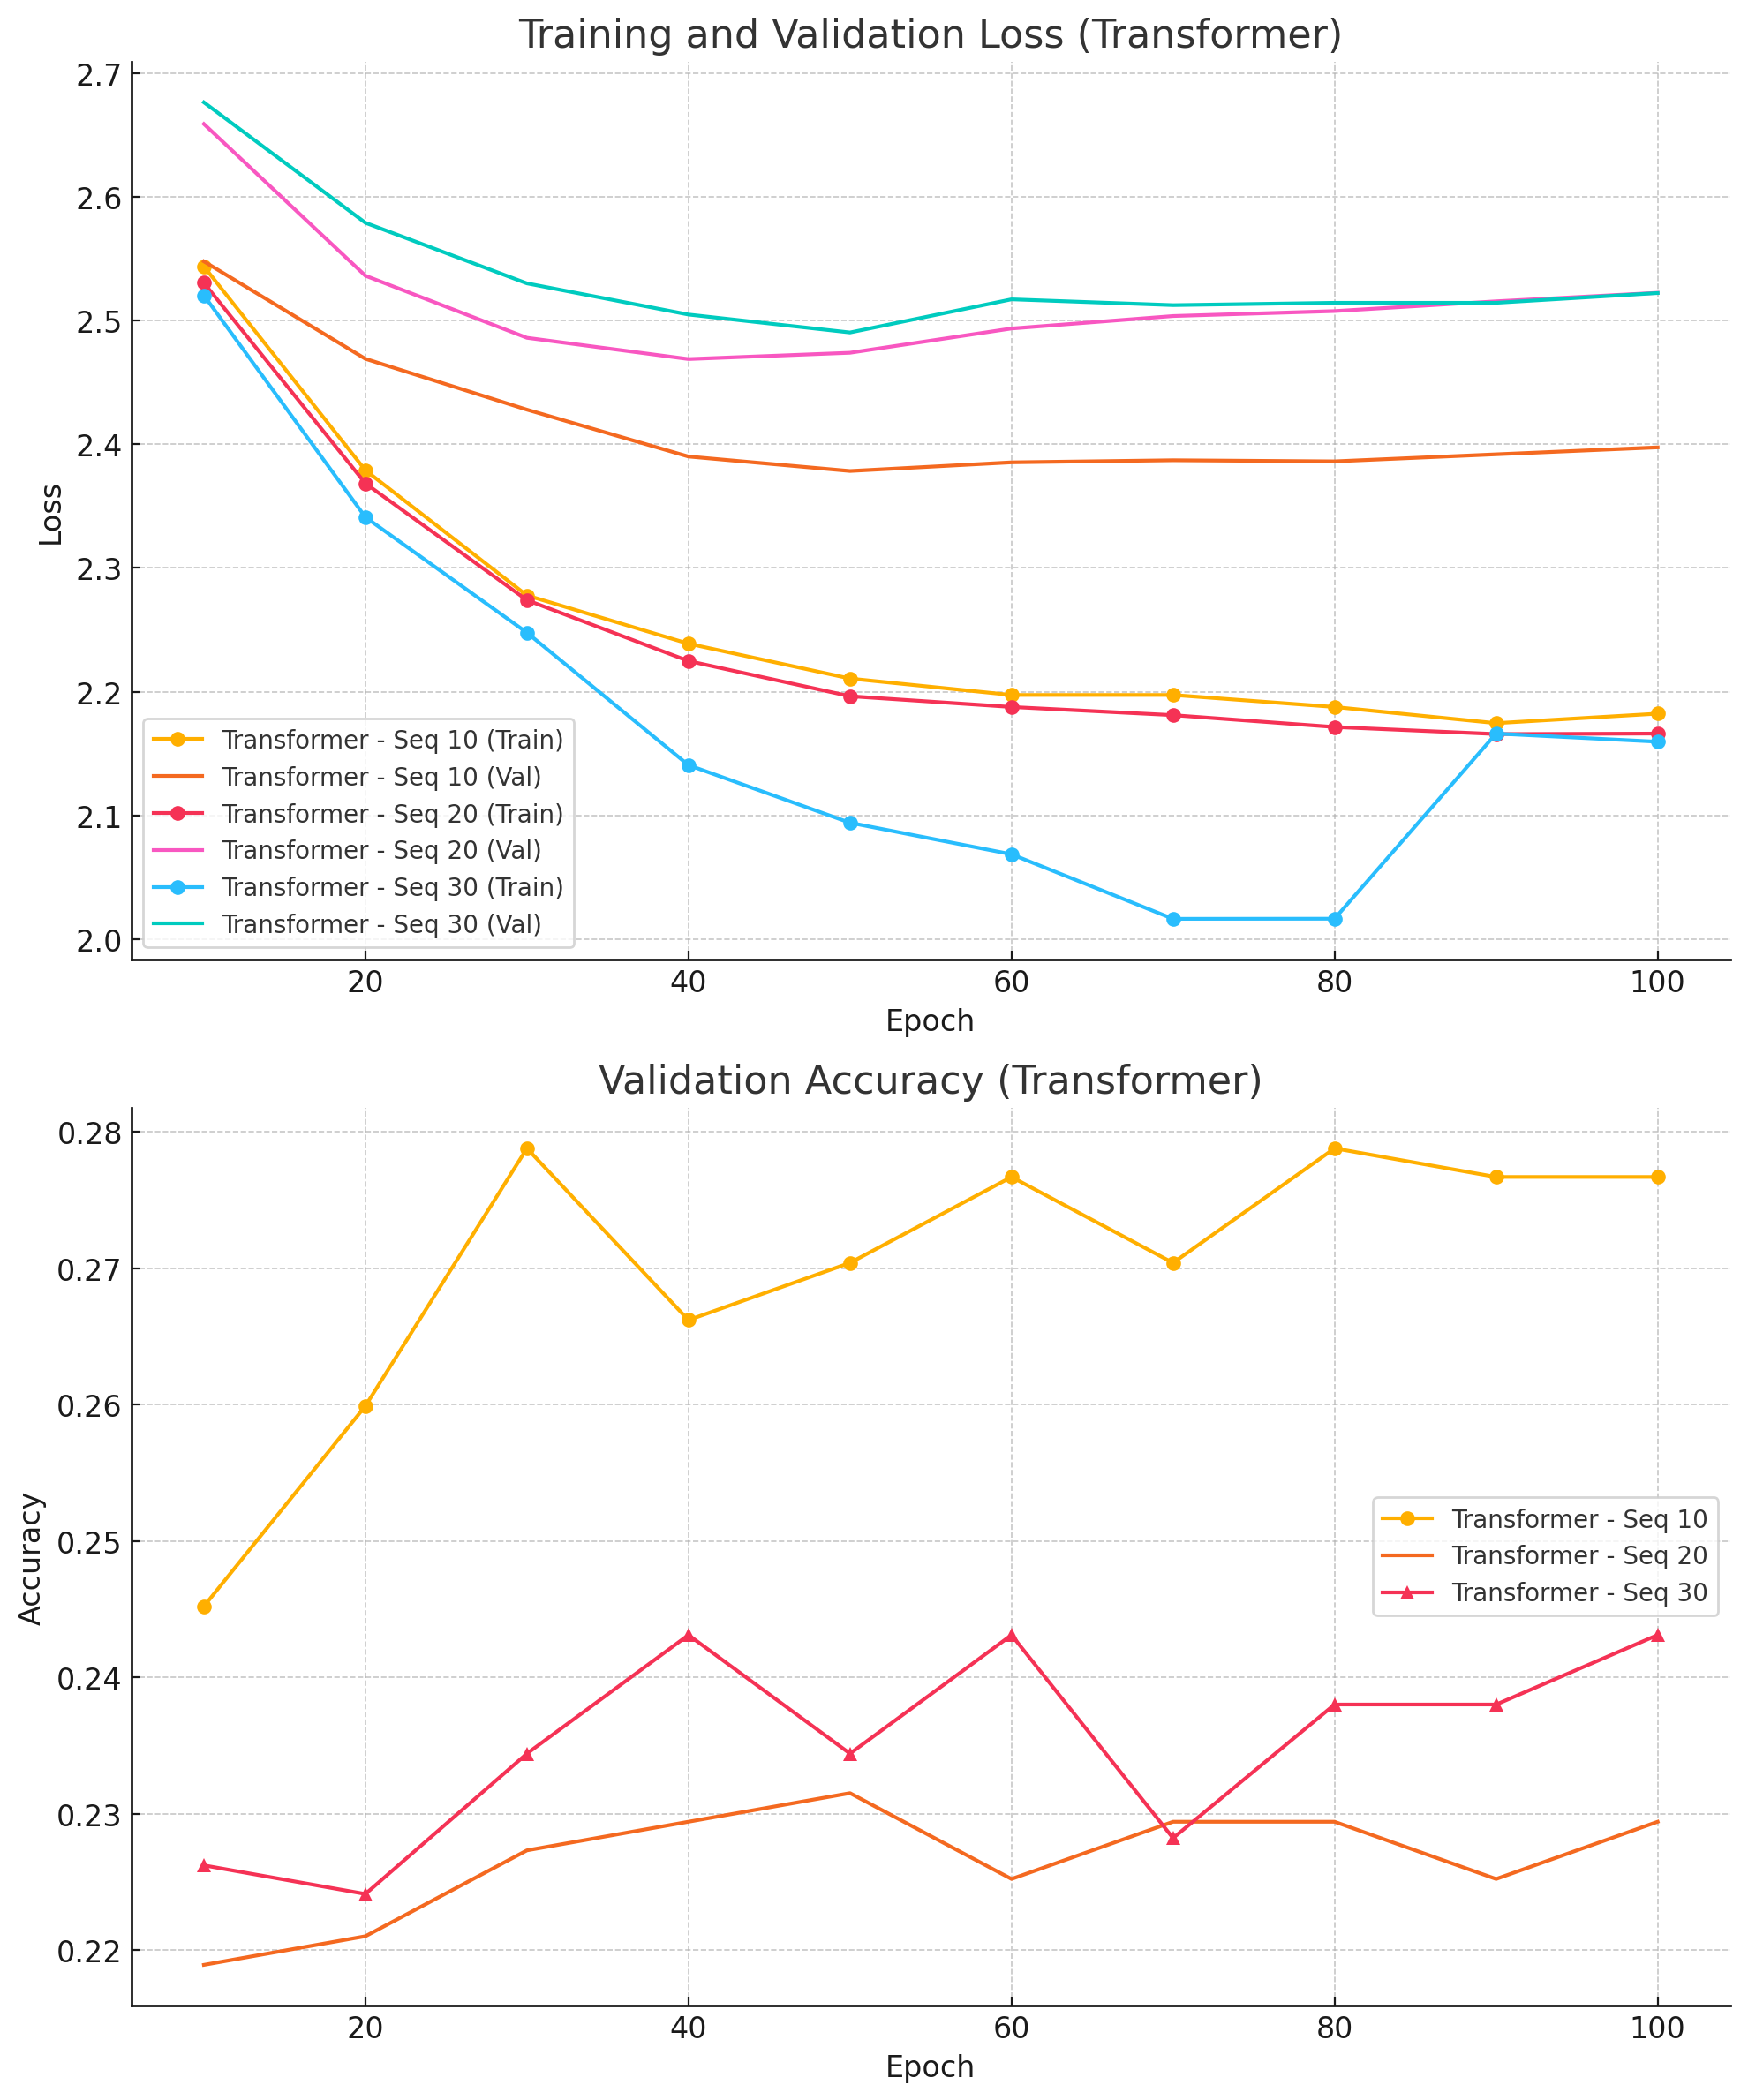 Training and Validation Loss (Transformer)
2.7
2.6
2.5
2.4
2.3
2.2
2.1
2.0
Loss
Transformer - Seq 10 (Train)
Transformer - Seq 10 (Val)
Transformer - Seq 20 (Train)
Transformer - Seq 20 (Val)
Transformer - Seq 30 (Train)
Transformer - Seq 30 (Val)
20 40 60 80 100
Epoch
Validation Accuracy (Transformer)
0.28
0.27
0.26
0.25
0.24
0.23
0.22
Accuracy
Transformer - Seq 10
Transformer - Seq 20
Transformer - Seq 30
20 40 60 80 100
Epoch